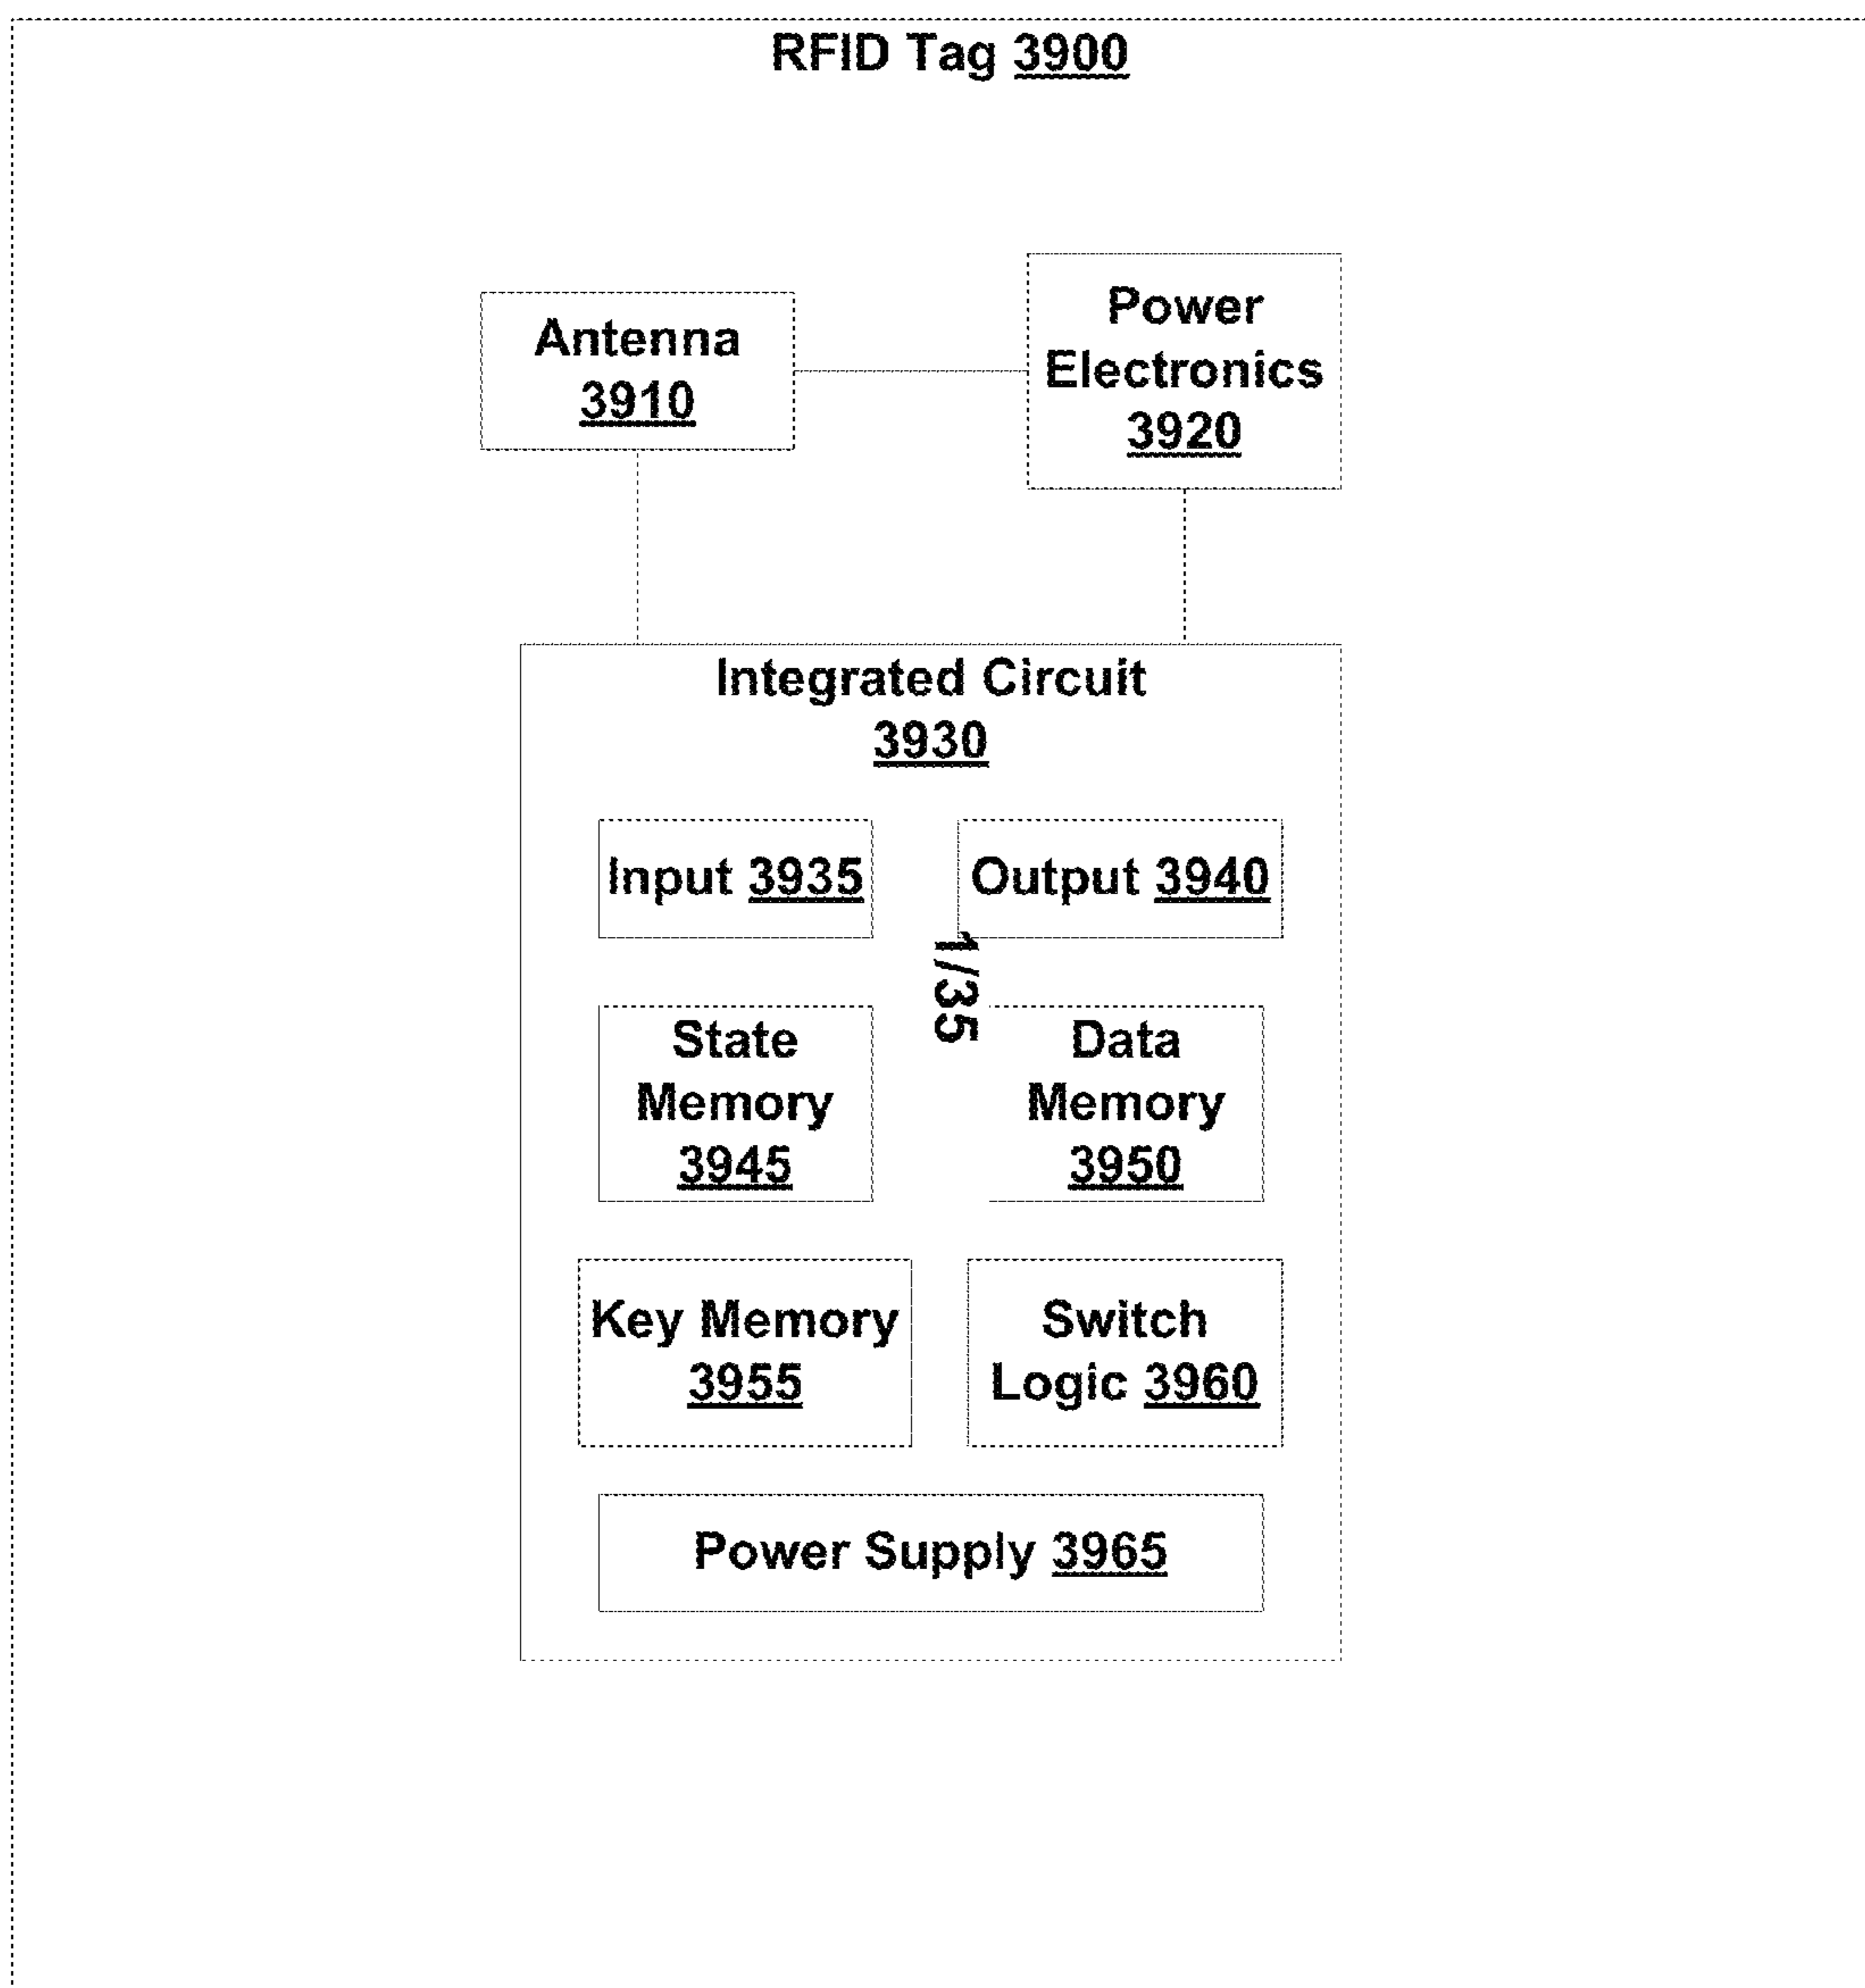 RFID Tag 3900
Antenna
3910
Power
Electronics
3920
Integrated Circuit
3930
Input 3935
Output 3940
1/35
State
Memory
3945
Data
Memory
3950
Key Memory
3955
Switch
Logic 3960
Power Supply 3965